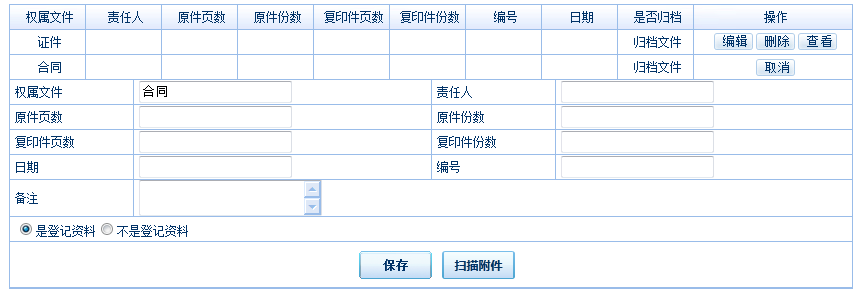 权属文件 责任人 原件页数 原件份数 复印件页数 复印件份数 编号 日期 是否归档 操作
证件 归档文件 编辑 删除 查看
合同 归档文件 取消
权属文件 合同 责任人
原件页数 原件份数
复印件页数 复印件份数
日期 编号
备注
是登记资料 不是登记资料
保存 扫描附件